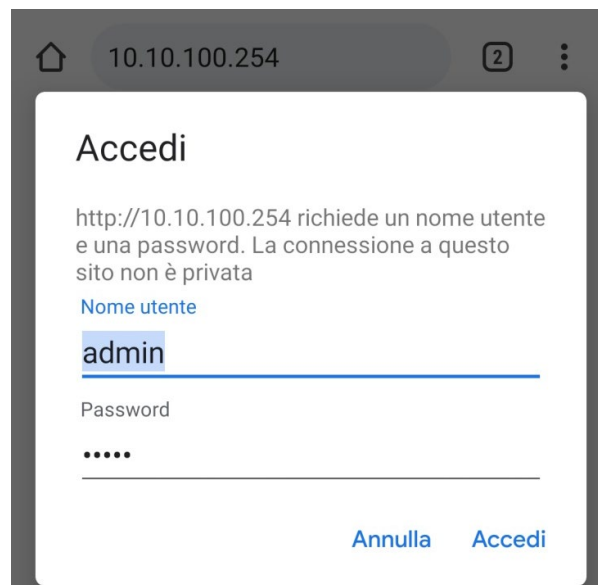 10.10.100.254
2
Accedi
http://10.10.100.254 richiede un nome utente
e una password. La connessione a questo
sito non è privata
Nome utente
admin
Password
•••••
Annulla Accedi